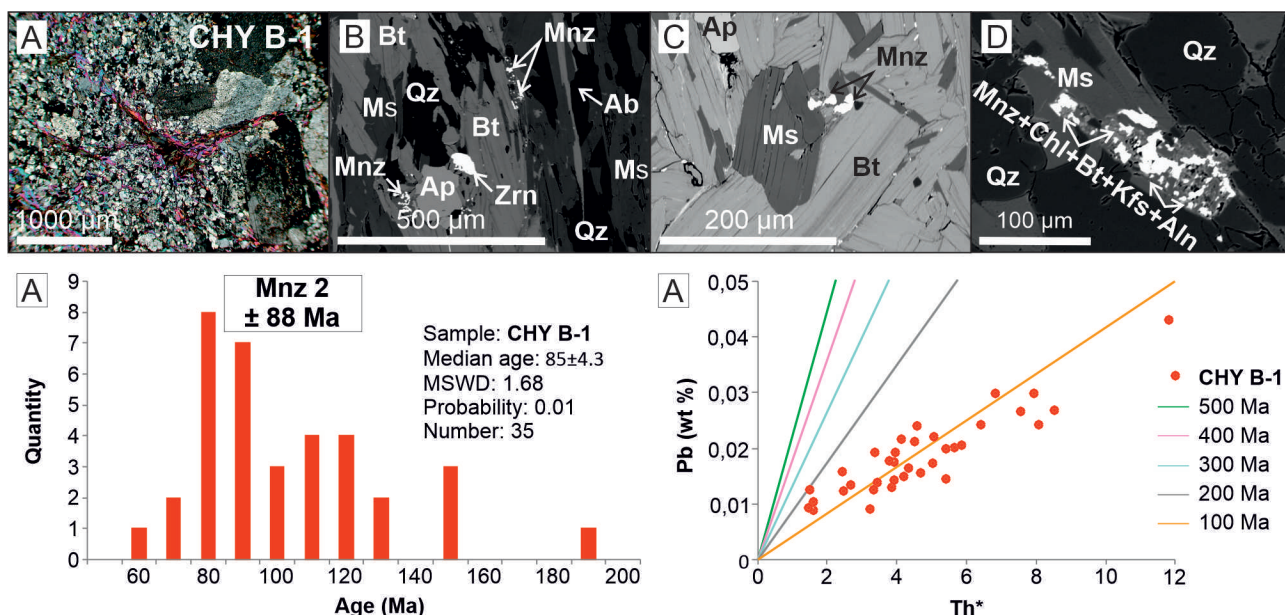 A
CHY B-1
1000 µm
B
Bt
Mnz
Qz
Ms
Bt
Ab
Mnz
Ap
Zrn
Ms
500 µm
Qz
C
Ap
Mnz
Ms
Bt
200 µm
D
Qz
Ms
Mnz+Chl+Bt+Kfs+Aln
Qz
100 µm
A
Mnz 2
± 88 Ma
Sample: CHY B-1
Median age: 85±4.3
MSWD: 1.68
Probability: 0.01
Number: 35
Quantity
9
8
7
6
5
4
3
2
1
0
60 80 100 120 140 160 180 200
Age (Ma)
A
Pb (wt %)
0,05
0,04
0,03
0,02
0,01
0
0 2 4 6 8 10 12
Th*
CHY B-1
500 Ma
400 Ma
300 Ma
200 Ma
100 Ma